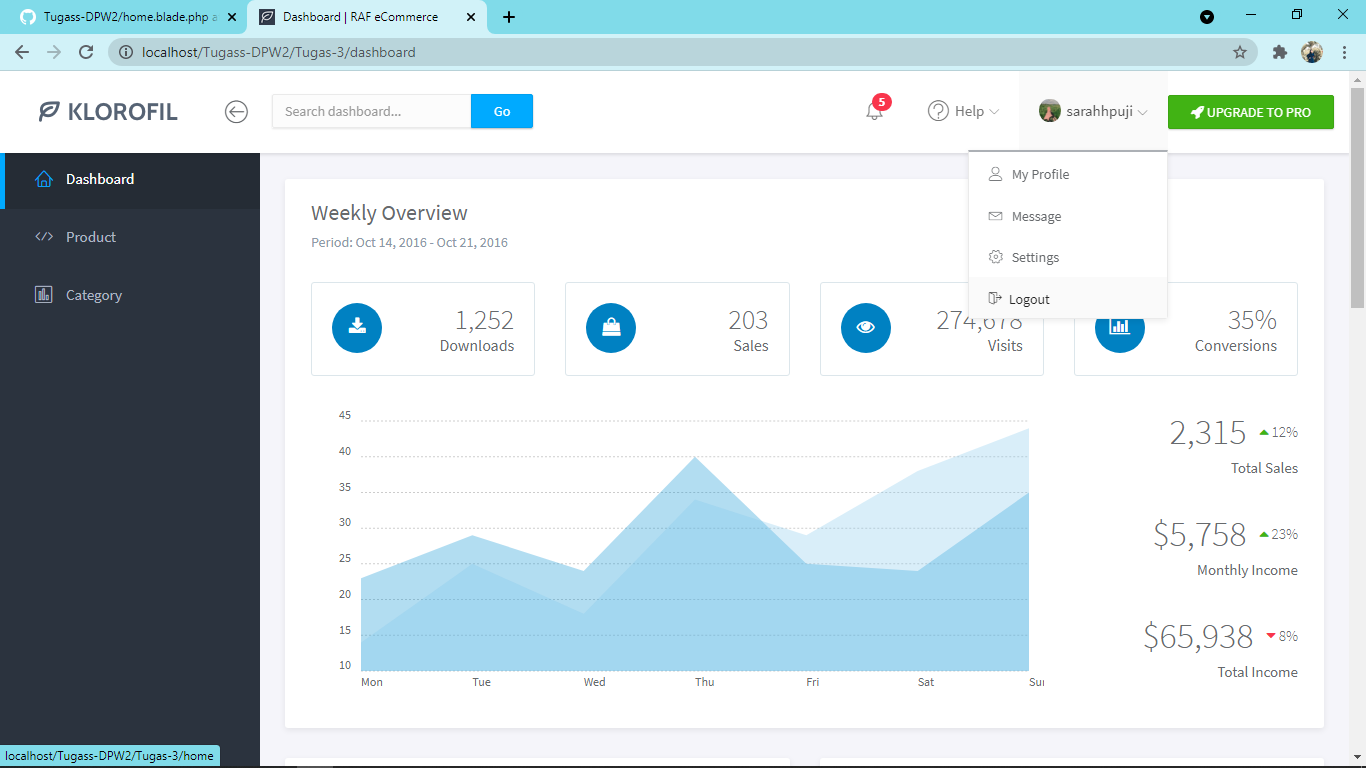 Tugass-DPW2/home.blade.php a
Dashboard | RAF eCommerce
localhost/Tugass-DPW2/Tugas-3/dashboard
KLOROFIL
Search dashboard...
Go
5
Help
sarahhpuji
UPGRADE TO PRO
Dashboard
Product
Category
My Profile
Message
Settings
Logout
Weekly Overview
Period: Oct 14, 2016 - Oct 21, 2016
1,252
Downloads
203
Sales
274,678
Visits
35%
Conversions
45
40
35
30
25
20
15
10
Mon Tue Wed Thu Fri Sat Sun
2,315 12%
Total Sales
$5,758 23%
Monthly Income
$65,938 8%
Total Income
localhost/Tugass-DPW2/Tugas-3/home